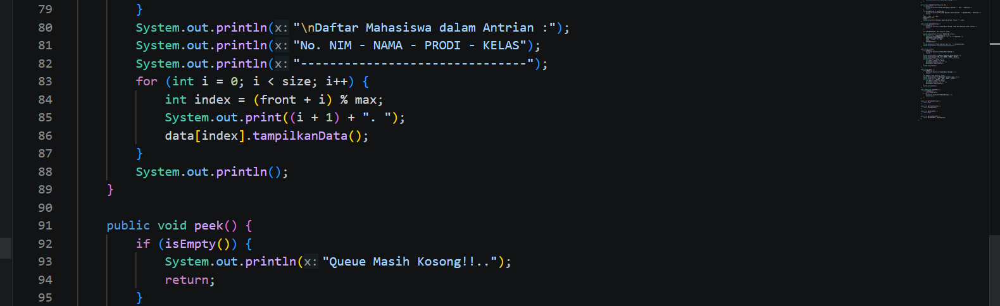 79 }
80 System.out.println(x: "\nDaftar Mahasiswa dalam Antrian :");
81 System.out.println(x: "No. NIM - NAMA - PRODI - KELAS");
82 System.out.println(x: "-------------------------------");
83 for (int i = 0; i < size; i++) {
84 int index = (front + i) % max;
85 System.out.print((i + 1) + ". ");
86 data[index].tampilkanData();
87 }
88 System.out.println();
89 }
90
91 public void peek() {
92 if (isEmpty()) {
93 System.out.println(x: "Queue Masih Kosong!!..");
94 return;
95 }